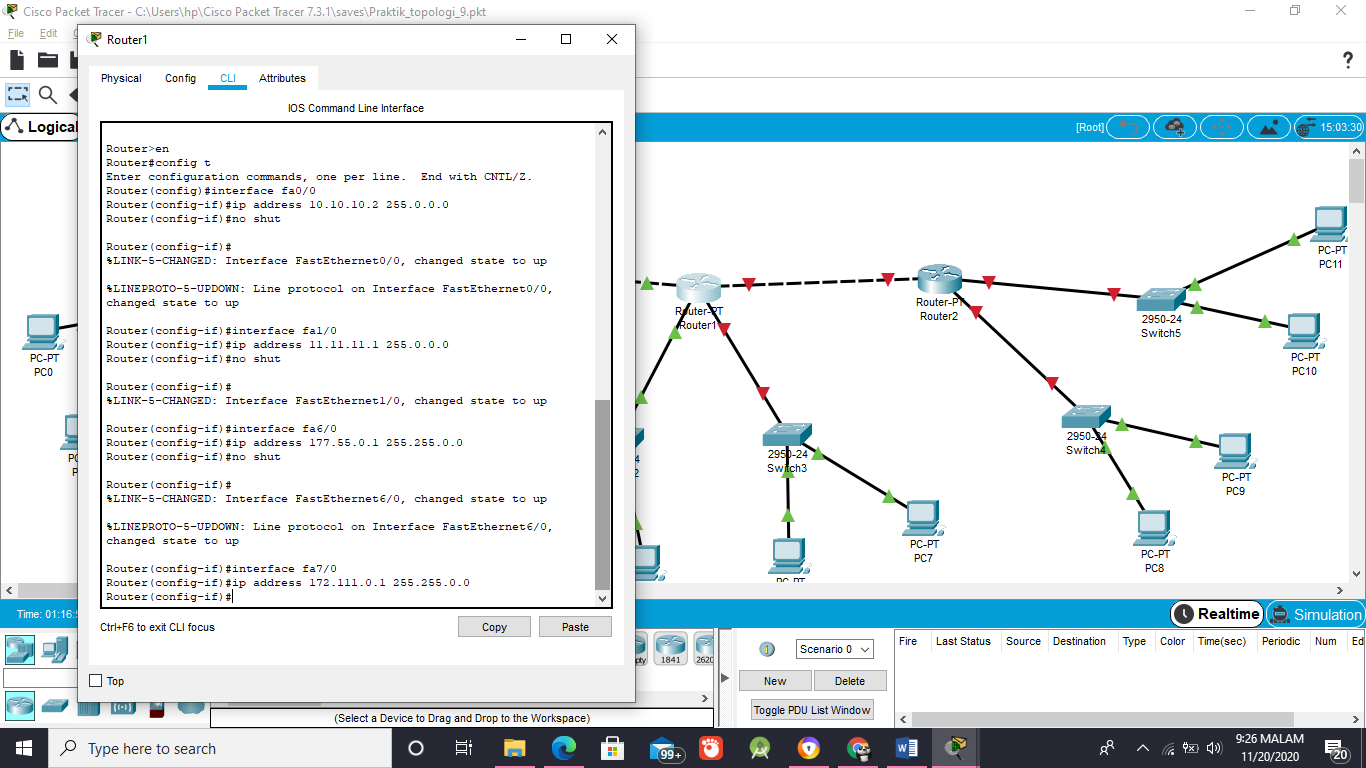 Cisco Packet Tracer - C:\Users\hp\Cisco Packet Tracer 7.3.1\saves\Praktik_topologi_9.pkt
File Edit
Router1
Physical Config CLI Attributes
IOS Command Line Interface
Router>en
Router#config t
Enter configuration commands, one per line.  End with CNTL/Z.
Router(config)#interface fa0/0
Router(config-if)#ip address 10.10.10.2 255.0.0.0
Router(config-if)#no shut
Router(config-if)#
%LINK-5-CHANGED: Interface FastEthernet0/0, changed state to up
%LINEPROTO-5-UPDOWN: Line protocol on Interface FastEthernet0/0,
changed state to up
Router(config-if)#interface fa1/0
Router(config-if)#ip address 11.11.11.1 255.0.0.0
Router(config-if)#no shut
Router(config-if)#
%LINK-5-CHANGED: Interface FastEthernet1/0, changed state to up
Router(config-if)#interface fa6/0
Router(config-if)#ip address 177.55.0.1 255.255.0.0
Router(config-if)#no shut
Router(config-if)#
%LINK-5-CHANGED: Interface FastEthernet6/0, changed state to up
%LINEPROTO-5-UPDOWN: Line protocol on Interface FastEthernet6/0,
changed state to up
Router(config-if)#interface fa7/0
Router(config-if)#ip address 172.111.0.1 255.255.0.0
Router(config-if)#
Ctrl+F6 to exit CLI focus
Copy
Paste
Top
Logical
[Root]
15:03:30
PC-PT
PC0
Router-PT
Router1
Router-PT
Router2
2950-24
Switch5
PC-PT
PC11
PC-PT
PC10
2950-24
Switch4
PC-PT
PC9
PC-PT
PC8
2950-24
Switch3
PC-PT
PC7
PC-PT
Time: 01:16:5
Realtime
Simulation
1841
2620
(Select a Device to Drag and Drop to the Workspace)
Scenario 0
New
Delete
Toggle PDU List Window
Fire Last Status Source Destination Type Color Time(sec) Periodic Num Ed
Type here to search
99+
9:26 MALAM
11/20/2020
20